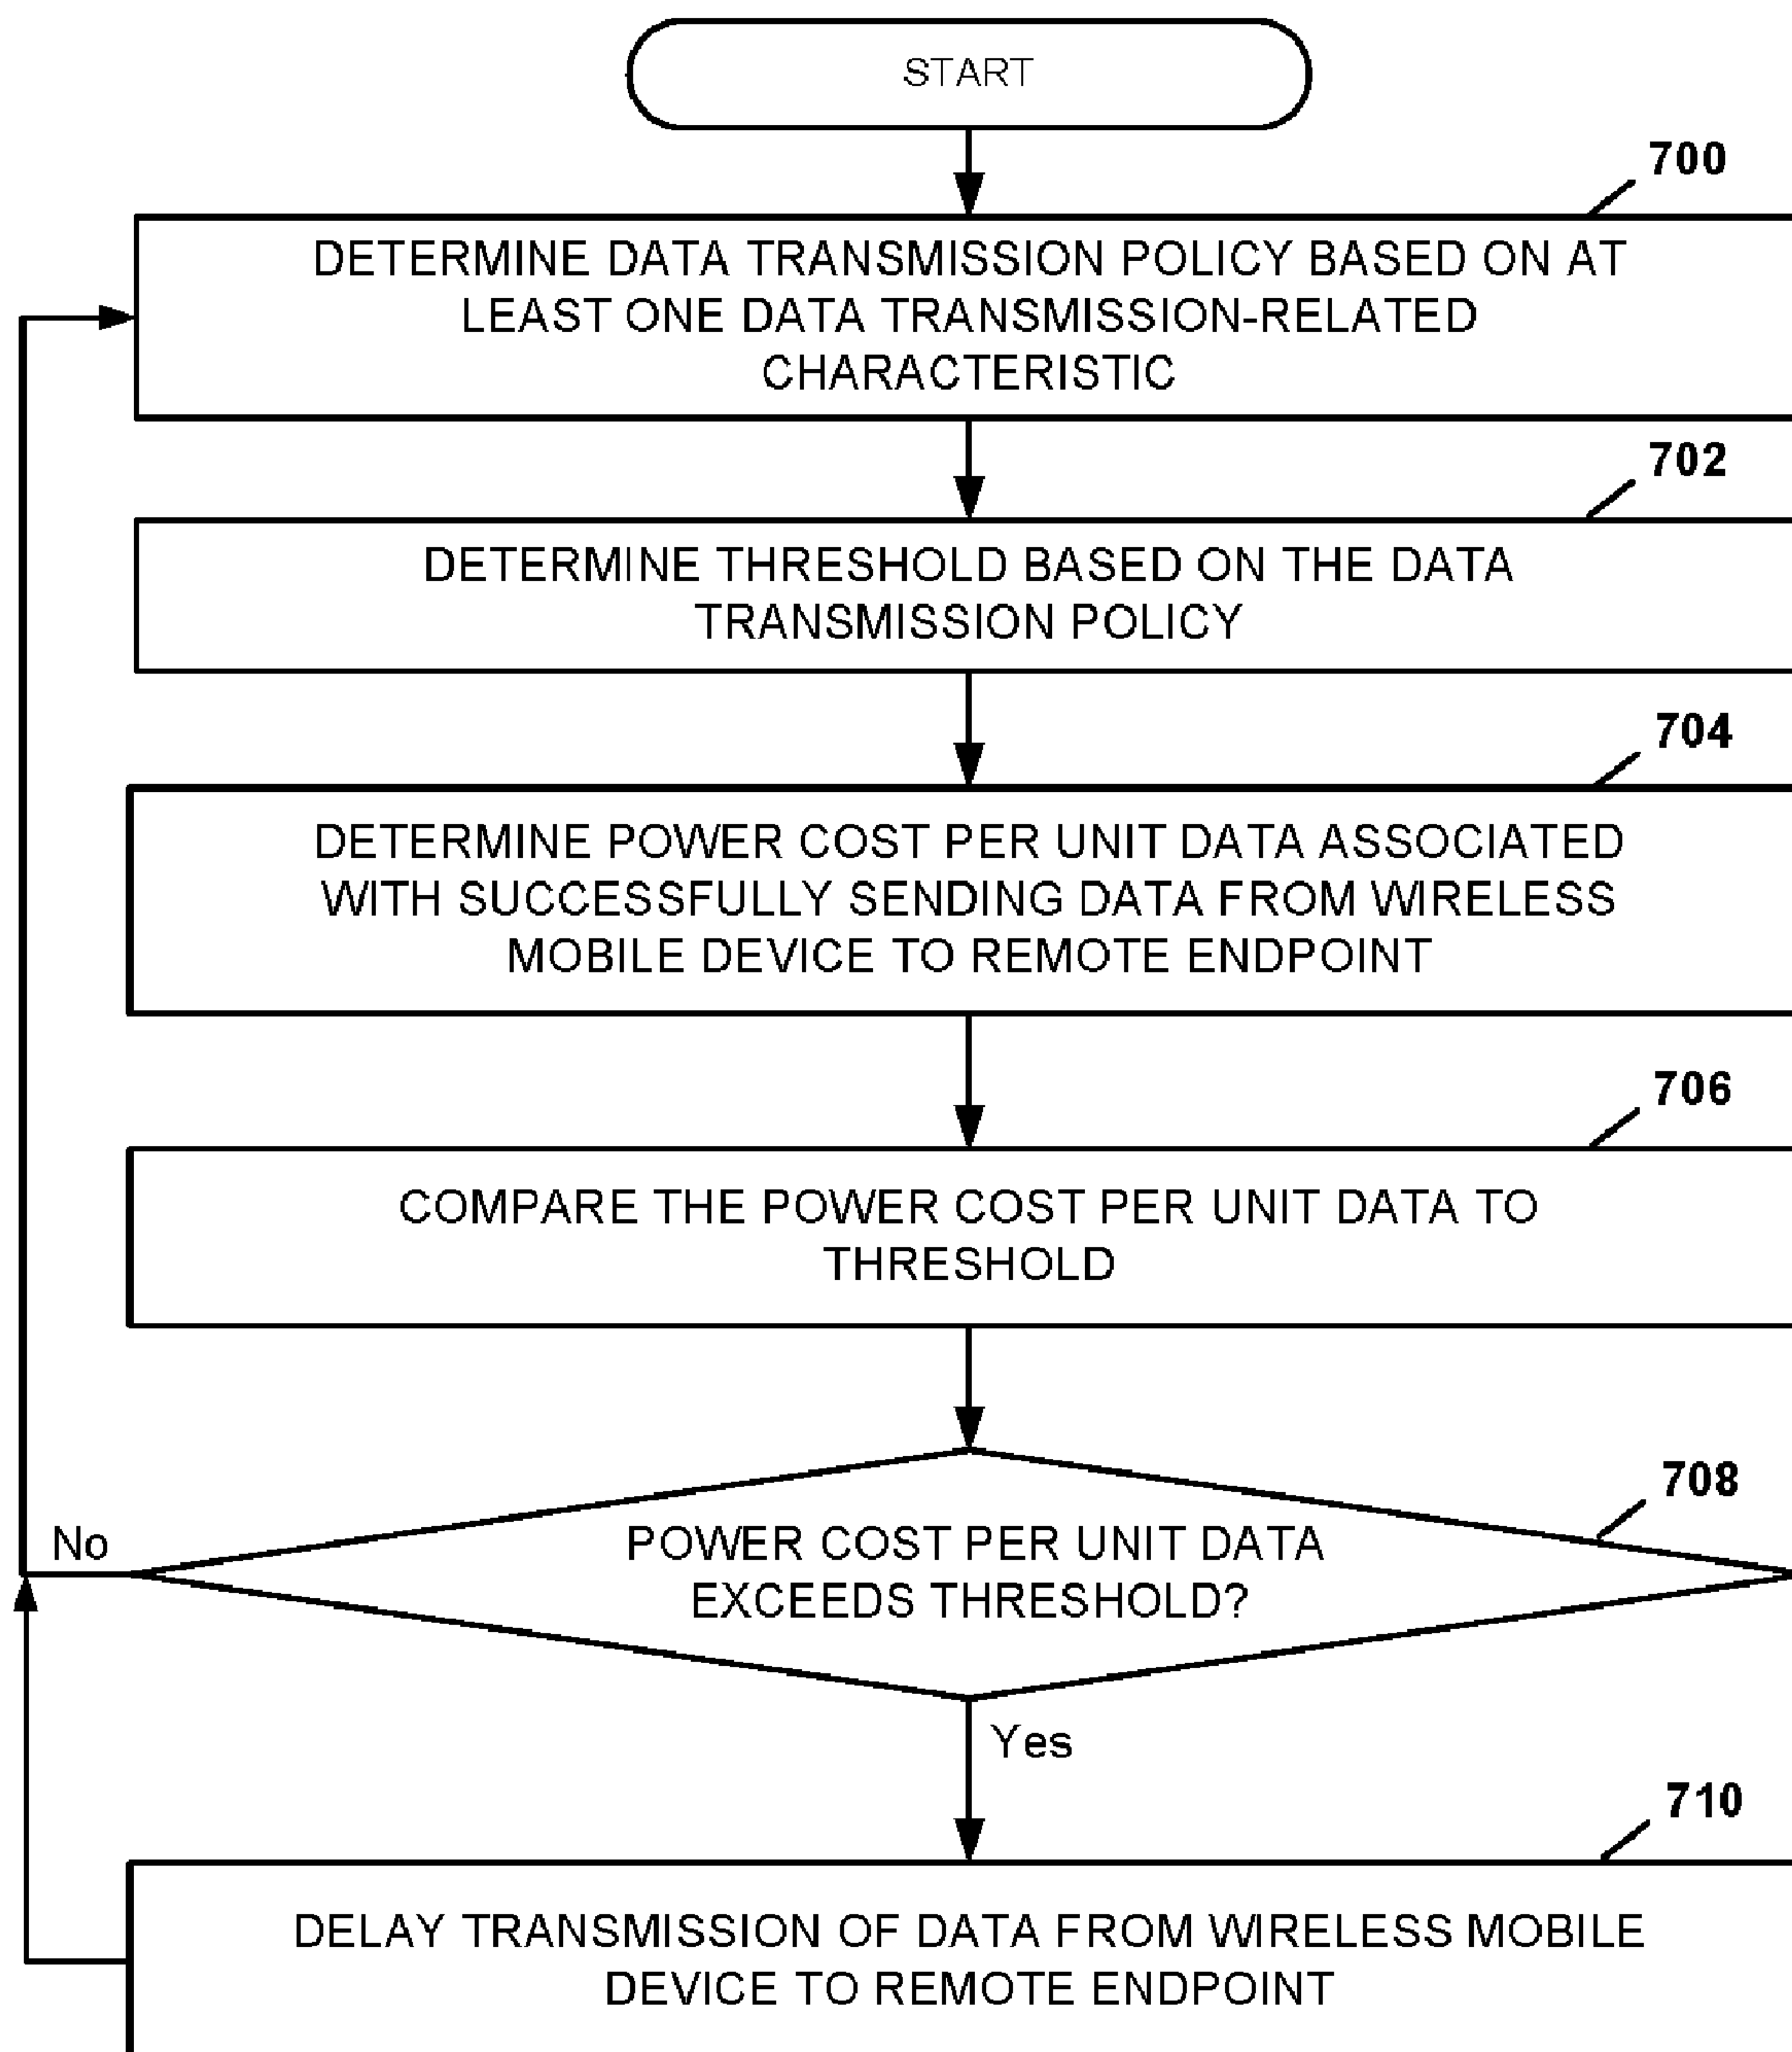 START
700
DETERMINE DATA TRANSMISSION POLICY BASED ON AT
LEAST ONE DATA TRANSMISSION-RELATED
CHARACTERISTIC
702
DETERMINE THRESHOLD BASED ON THE DATA
TRANSMISSION POLICY
704
DETERMINE POWER COST PER UNIT DATA ASSOCIATED
WITH SUCCESSFULLY SENDING DATA FROM WIRELESS
MOBILE DEVICE TO REMOTE ENDPOINT
706
COMPARE THE POWER COST PER UNIT DATA TO
THRESHOLD
708
No
POWER COST PER UNIT DATA
EXCEEDS THRESHOLD?
Yes
710
DELAY TRANSMISSION OF DATA FROM WIRELESS MOBILE
DEVICE TO REMOTE ENDPOINT